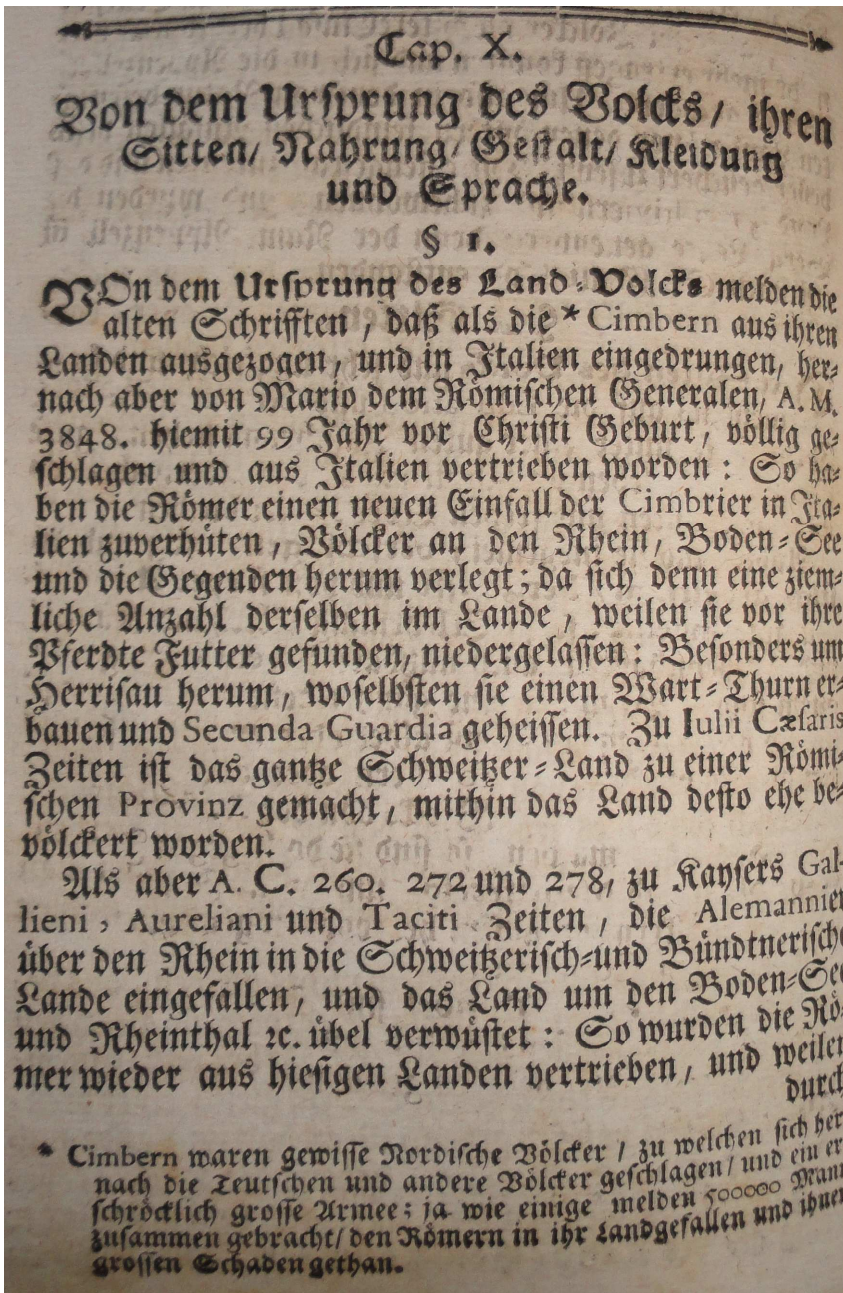 Cap. X.
Von dem Ursprung des Volcks / ihren
Sitten / Nahrung / Gestalt / Kleidung
und Sprache.
§ 1.
VOn dem Ursprung des Land-Volcks melden die
alten Schrifften, daß als die * Cimbern aus ihren
Landen ausgezogen, und in Italien eingedrungen, her-
nach aber von Mario dem Römischen Generalen, A. M.
3848. hiemit 99 Jahr vor Christi Geburt, völlig ge-
schlagen und aus Italien vertrieben worden: So ha-
ben die Römer einen neuen Einfall der Cimbrier in Ita-
lien zuverhüten, Völcker an den Rhein, Boden-See
und die Gegenden herum verlegt; da sich denn eine ziem-
liche Anzahl derselben im Lande, weilen sie vor ihre
Pferdte Futter gefunden, niedergelassen: Besonders um
Herrisau herum, woselbsten sie einen Wart-Thurn er-
bauen und Secunda Guardia geheissen. Zu Iulii Cæsaris
Zeiten ist das gantze Schweitzer-Land zu einer Römi-
schen Provinz gemacht, mithin das Land desto ehe be-
völckert worden.
Als aber A. C. 260. 272 und 278, zu Kaysers Gal-
lieni, Aureliani und Taciti Zeiten, die Alemannier
über den Rhein in die Schweitzerisch-und Bündtnerische
Lande eingefallen, und das Land um den Boden-See
und Rheinthal ꝛc. übel verwüstet: So wurden die Rö-
mer wieder aus hiesigen Landen vertrieben, und weilen
durch
* Cimbern waren gewisse Nordische Völcker / zu welchen sich her
nach die Teutschen und andere Völcker geschlagen / und ein er
schröcklich grosse Armee; ja wie einige melden 500000 Mann
zusammen gebracht / den Römern in ihr Land gefallen und ihnen
grossen Schaden gethan.